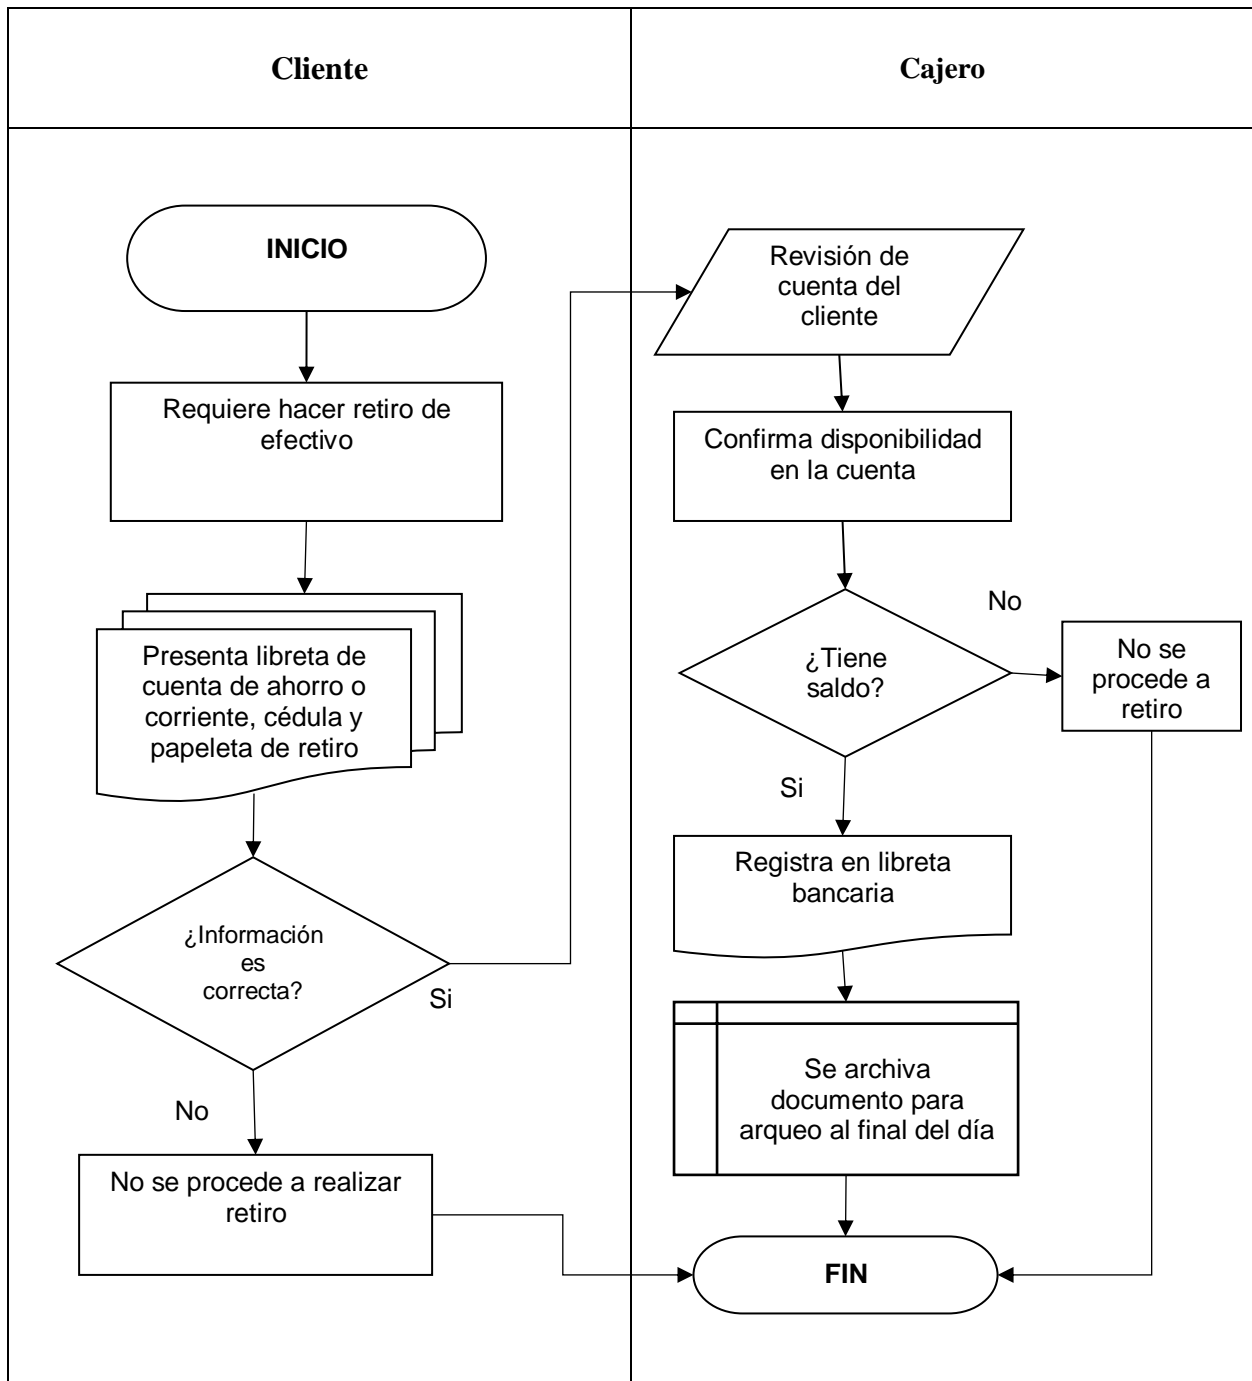 Cliente
Cajero
INICIO
Requiere hacer retiro de
efectivo
Presenta libreta de
cuenta de ahorro o
corriente, cédula y
papeleta de retiro
¿Información
es
correcta?
Si
No
No se procede a realizar
retiro
Revisión de
cuenta del
cliente
Confirma disponibilidad
en la cuenta
¿Tiene
saldo?
No
No se
procede a
retiro
Si
Registra en libreta
bancaria
Se archiva
documento para
arqueo al final del día
FIN